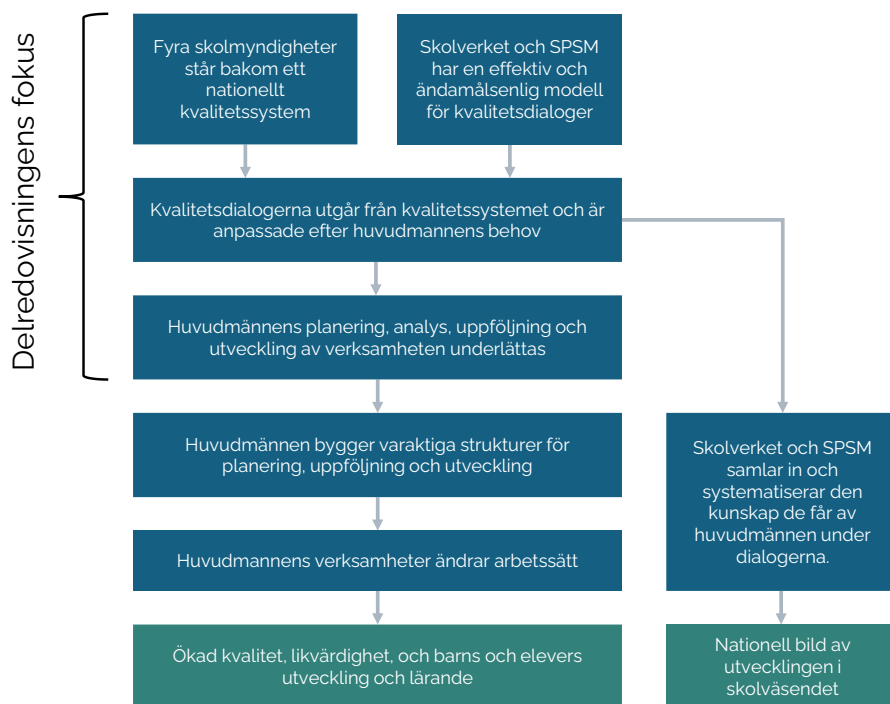 Delredovisningens fokus
Fyra skolmyndigheter
står bakom ett
nationellt
kvalitetssystem
Skolverket och SPSM
har en effektiv och
ändamålsenlig modell
för kvalitetsdialoger
Kvalitetsdialogerna utgår från kvalitetssystemet och är
anpassade efter huvudmannens behov
Huvudmännens planering, analys, uppföljning och
utveckling av verksamheten underlättas
Huvudmännen bygger varaktiga strukturer för
planering, uppföljning och utveckling
Skolverket och SPSM
samlar in och
systematiserar den
kunskap de får av
huvudmännen under
dialogerna.
Huvudmannens verksamheter ändrar arbetssätt
Ökad kvalitet, likvärdighet, och barns och elevers
utveckling och lärande
Nationell bild av
utvecklingen i
skolväsendet